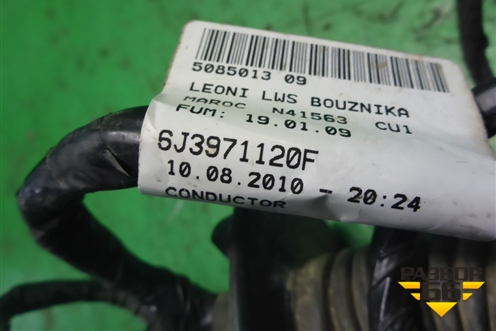 5085013 09
LEONI LWS BOUZNIKA
MAROC N41563 CU1
FUM: 19.01.09
6J3971120F
10.08.2010 - 20:24
CONDUCTOR
РАЗБОР
66